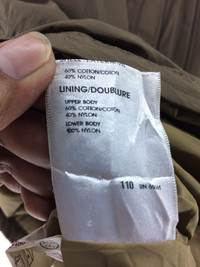 60% COTTON/COTON
40% NYLON
LINING/DOUBLURE
UPPER BODY
60% COTTON/COTON
40% NYLON
LOWER BODY
100% NYLON
110